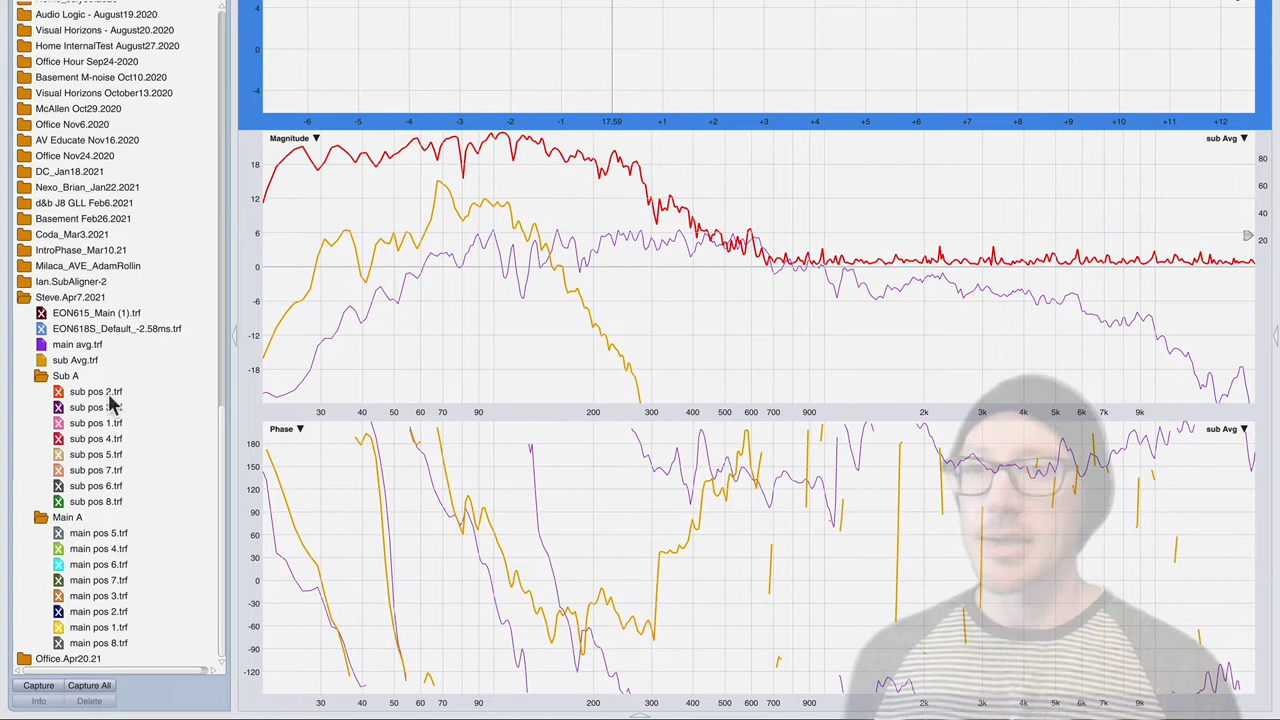 Audio Logic - August19.2020
Visual Horizons - August20.2020
Home InternalTest August27.2020
Office Hour Sep24-2020
Basement M-noise Oct10.2020
Visual Horizons October13.2020
McAllen Oct29.2020
Office Nov6.2020
AV Educate Nov16.2020
Office Nov24.2020
DC_Jan18.2021
Nexo_Brian_Jan22.2021
d&b J8 GLL Feb6.2021
Basement Feb26.2021
Coda_Mar3.2021
IntroPhase_Mar10.21
Milaca_AVE_AdamRollin
Ian.SubAligner-2
Steve.Apr7.2021
EON615_Main (1).trf
EON618S_Default_-2.58ms.trf
main avg.trf
sub Avg.trf
Sub A
sub pos 2.trf
sub pos
sub pos 1.trf
sub pos 4.trf
sub pos 5.trf
sub pos 7.trf
sub pos 6.trf
sub pos 8.trf
Main A
main pos 5.trf
main pos 4.trf
main pos 6.trf
main pos 7.trf
main pos 3.trf
main pos 2.trf
main pos 1.trf
main pos 8.trf
Office.Apr20.21
Capture Capture All
Info Delete
4
0
-4
-6 -5 -4 -3 -2 -1 17.59 +1 +2 +3 +4 +5 +6 +8 +9 +10 +11 +12
Magnitude ▼ sub Avg ▼
18 80
12 60
6 40
0 20
-6
-12
-18
30 40 50 60 70 90 200 300 400 500 600 700 900 2k 3k 4k 5k 6k 7k 9k
Phase ▼ sub Avg ▼
180
150
120
90
60
30
0
-30
-60
-90
-120
30 40 50 60 70 90 200 300 400 500 600 700 900 2k 3k 4k 5k 6k 7k 9k